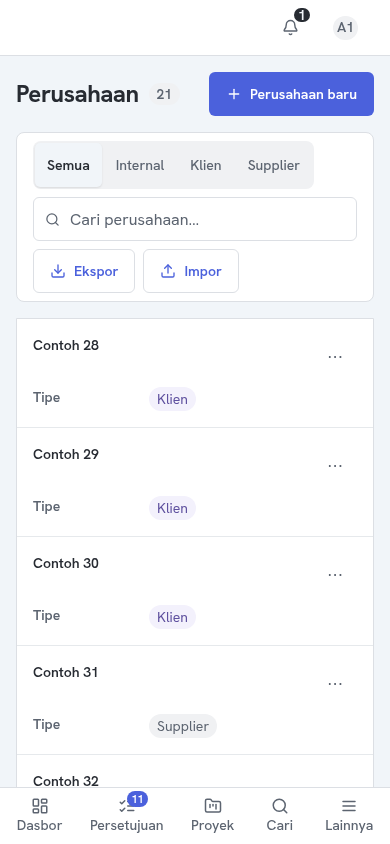 1
A1
Perusahaan 21
Perusahaan baru
Semua Internal Klien Supplier
Cari perusahaan...
Ekspor Impor
Contoh 28
...
Tipe Klien
Contoh 29
...
Tipe Klien
Contoh 30
...
Tipe Klien
Contoh 31
...
Tipe Supplier
Contoh 32
11
Dasbor Persetujuan Proyek Cari Lainnya